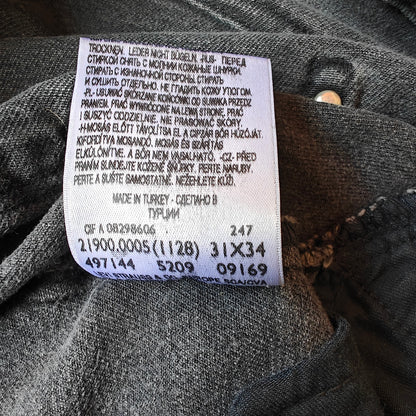 TROCKNEN. LEDER NICHT BÜGELN. -RUS- ПЕРЕД
СТИРКОЙ СНЯТЬ С МОЛНИИ КОЖАНЫЕ ШНУРКИ.
СТИРАТЬ С ИЗНАНОЧНОЙ СТОРОНЫ. СТИРАТЬ
И СУШИТЬ ОТДЕЛЬНО. НЕ ГЛАДИТЬ КОЖУ УТЮГОМ
-PL- USUWAĆ SKÓRZANE KOŃCÓWKI OD SUWAKA PRZED
PRANIEM. PRAĆ WYWRÓCONE NA LEWĄ STRONĘ. PRAĆ
I SUSZYĆ ODDZIELNIE. NIE PRASOWAĆ SKÓRY.
-H-MOSÁS ELŐTT TÁVOLÍTSA EL A CIPZÁR BŐR HÚZÓJÁT.
KIFORDÍTVA MOSANDÓ. MOSÁS ÉS SZÁRÍTÁS
ELKÜLÖNÍTVE. A BŐR NEM VASALHATÓ. -CZ- PŘED
PRANÍM SUNDEJTE KOŽENÉ ŠŇŮRKY. PERTE NARUBY.
PERTE A SUŠTE SAMOSTATNĚ. NEŽEHLETE KŮŽI.
MADE IN TURKEY - СДЕЛАНО В
ТУРЦИИ
CIF A 08298606 247
21900.0005 (1128) 31X34
497144 5209 09169